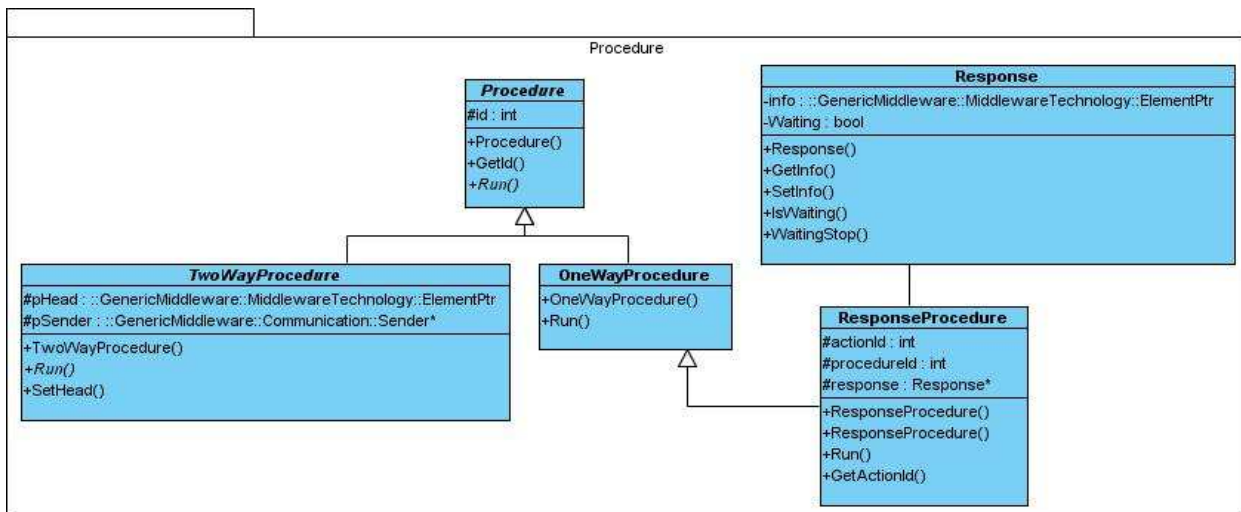 Procedure
Procedure
#id : int
+Procedure()
+GetId()
+Run()
Response
-info : ::GenericMiddleware::MiddlewareTechnology::ElementPtr
-Waiting : bool
+Response()
+GetInfo()
+SetInfo()
+IsWaiting()
+WaitingStop()
TwoWayProcedure
#pHead : ::GenericMiddleware::MiddlewareTechnology::ElementPtr
#pSender : ::GenericMiddleware::Communication::Sender*
+TwoWayProcedure()
+Run()
+SetHead()
OneWayProcedure
+OneWayProcedure()
+Run()
ResponseProcedure
#actionId : int
#procedureId : int
#response : Response*
+ResponseProcedure()
+ResponseProcedure()
+Run()
+GetActionId()